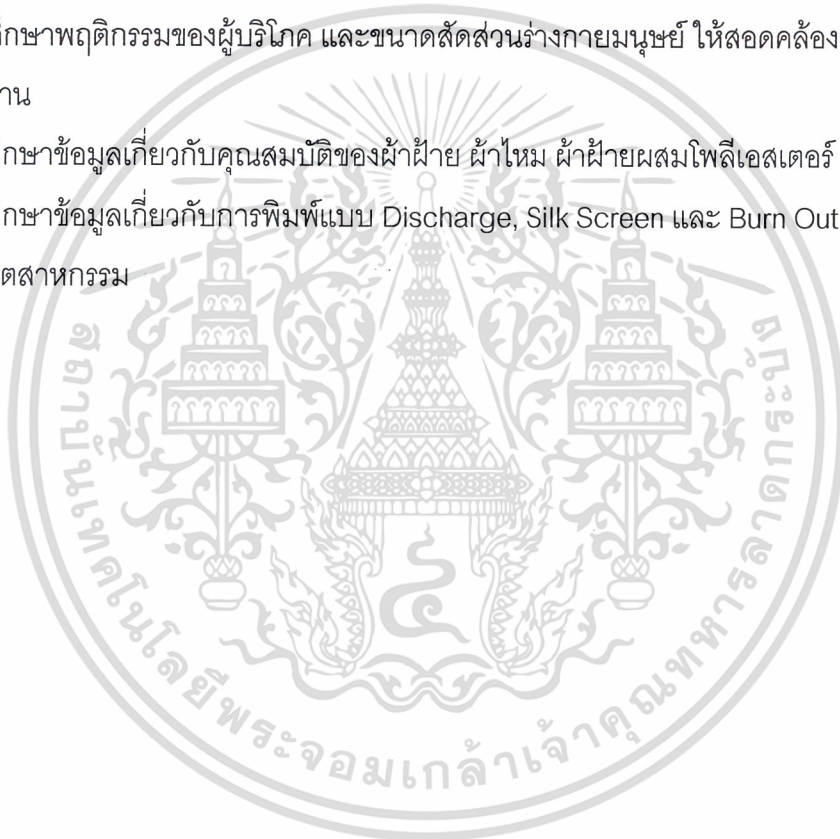 ศึกษาพฤติกรรมของผู้บริโภค และขนาดสัดส่วนร่างกายมนุษย์ ให้สอดคล้อง
าน
กษาข้อมูลเกี่ยวกับคุณสมบัติของผ้าฝ้าย ผ้าไหม ผ้าฝ้ายผสมโพลีเอสเตอร์
กษาข้อมูลเกี่ยวกับการพิมพ์แบบ Discharge, Silk Screen และ Burn Out
ตสาหกรรม
สถาบันเทคโนโลยีพระจอมเกล้าเจ้าคุณทหารลาดกระบัง